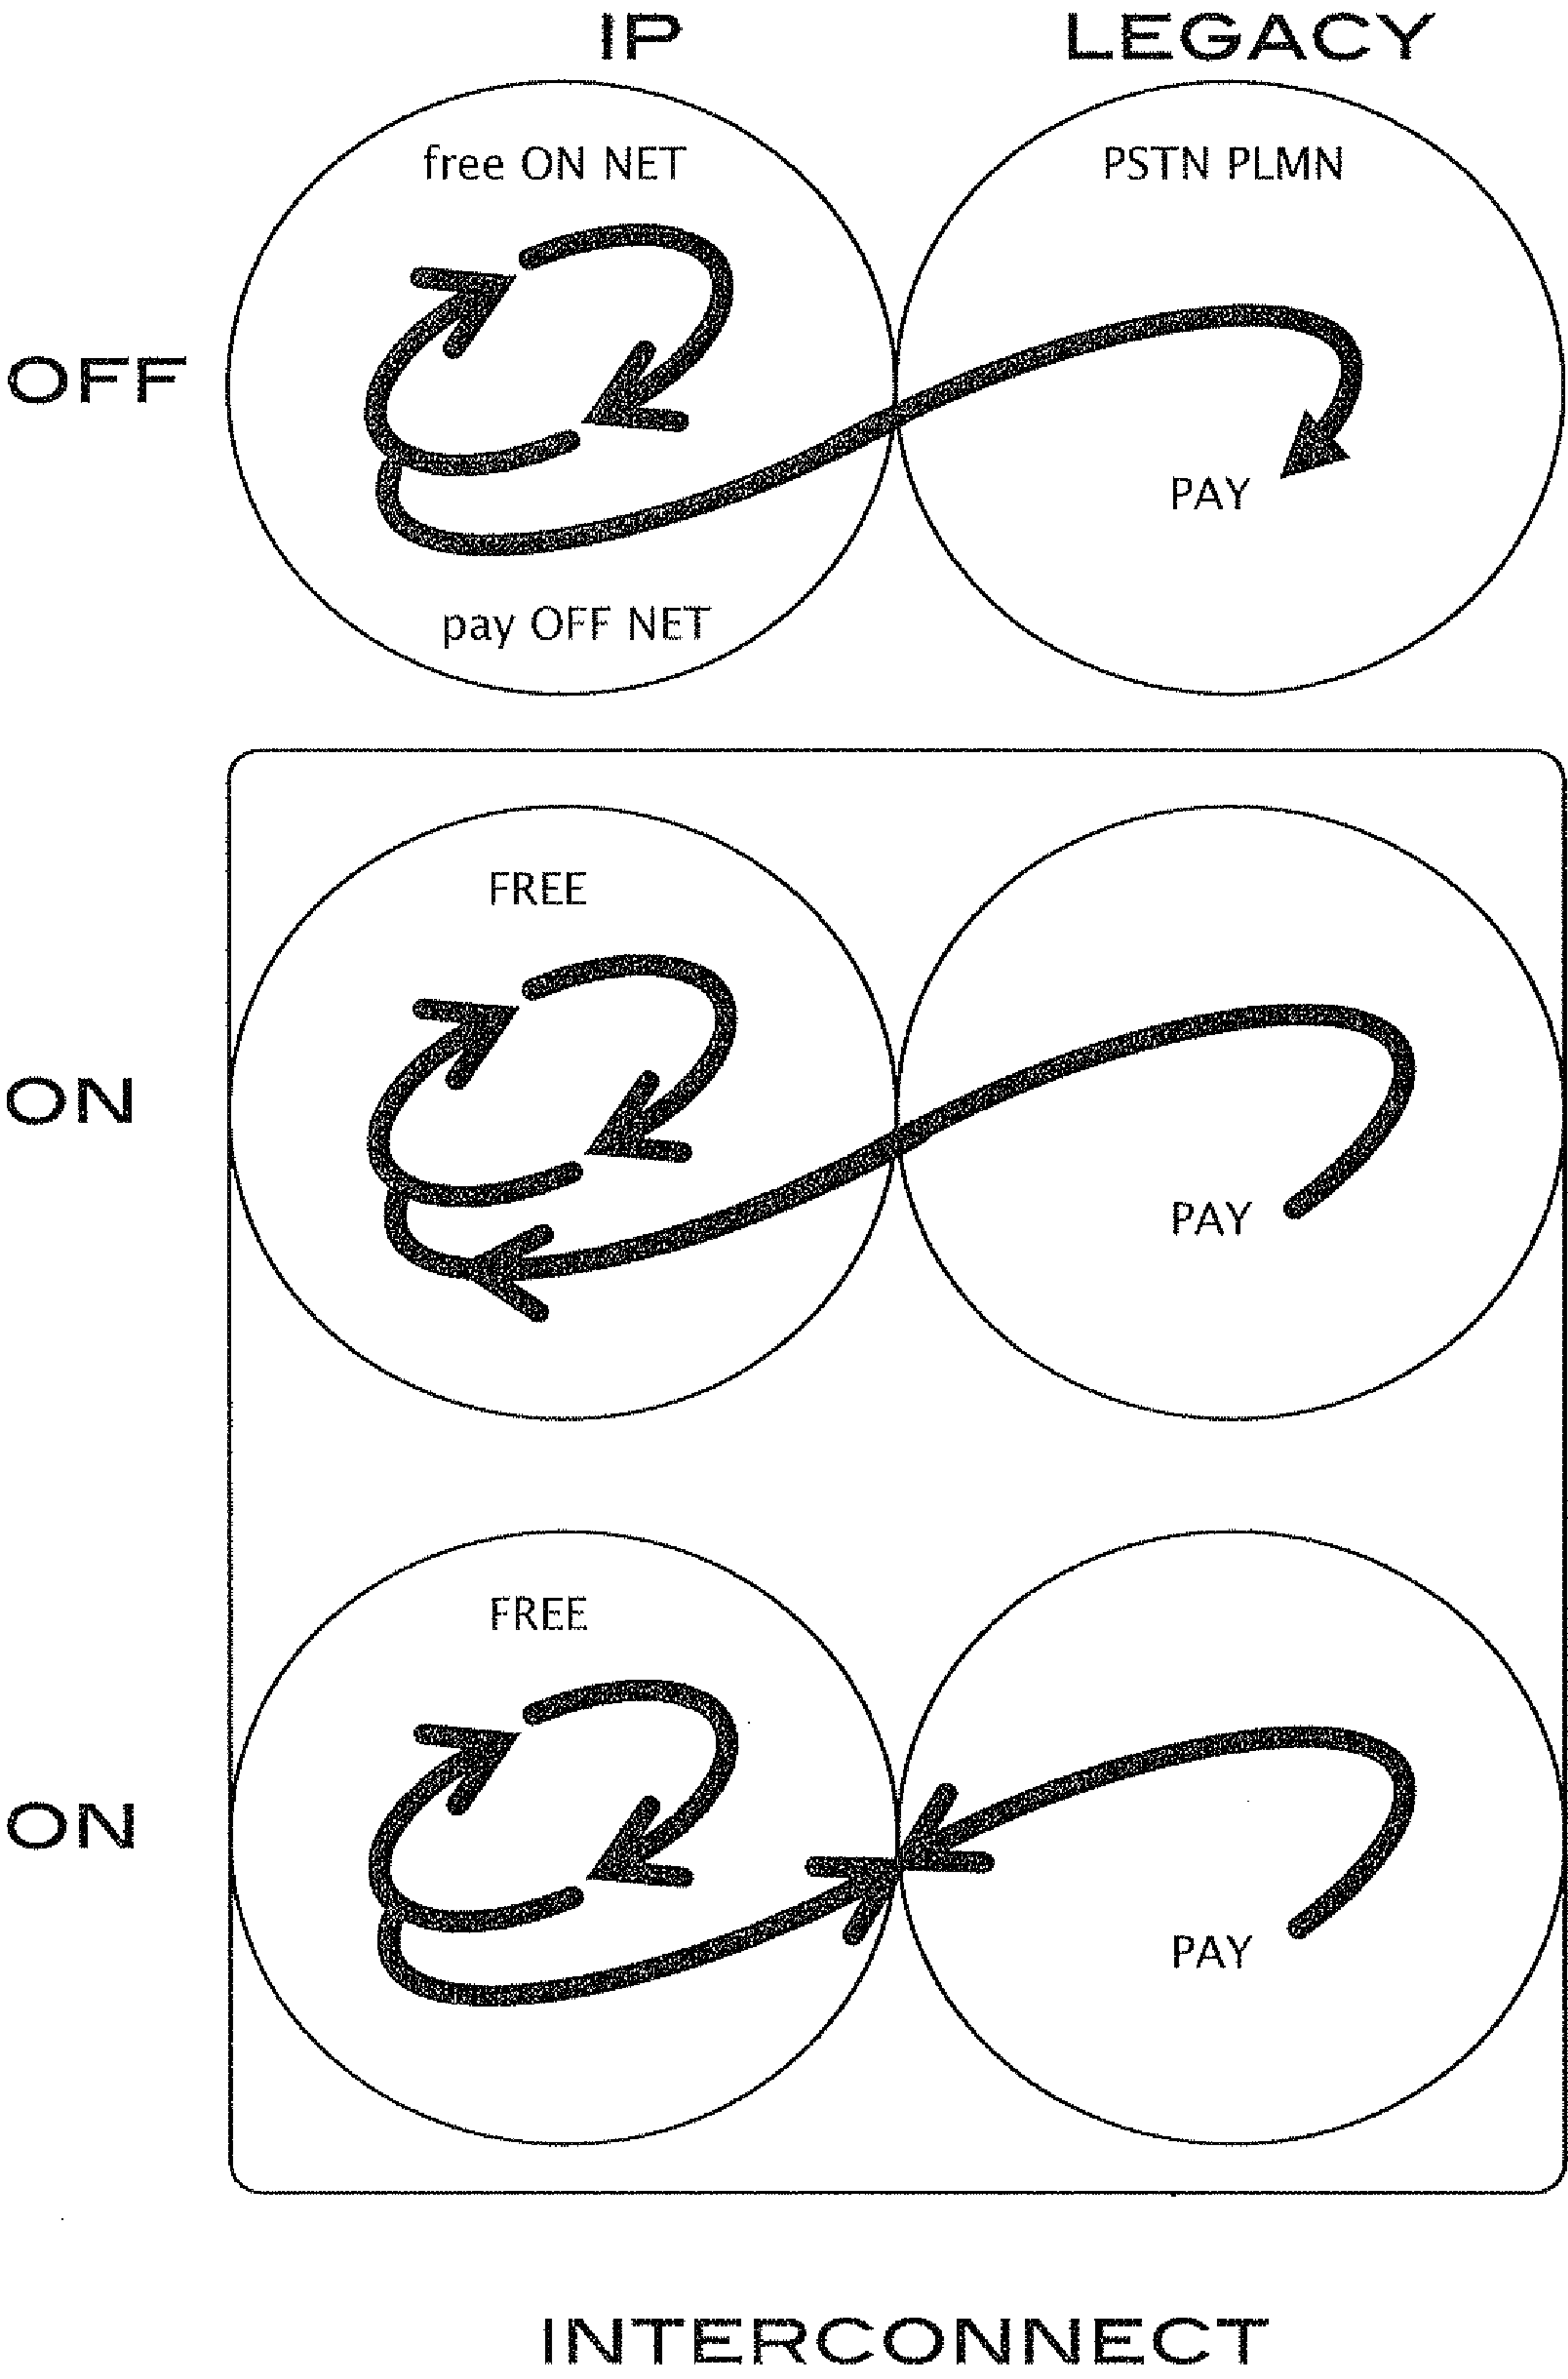 IP LEGACY
free ON NET PSTN PLMN
OFF
PAY
pay OFF NET
FREE
ON
PAY
FREE
ON
PAY
INTERCONNECT